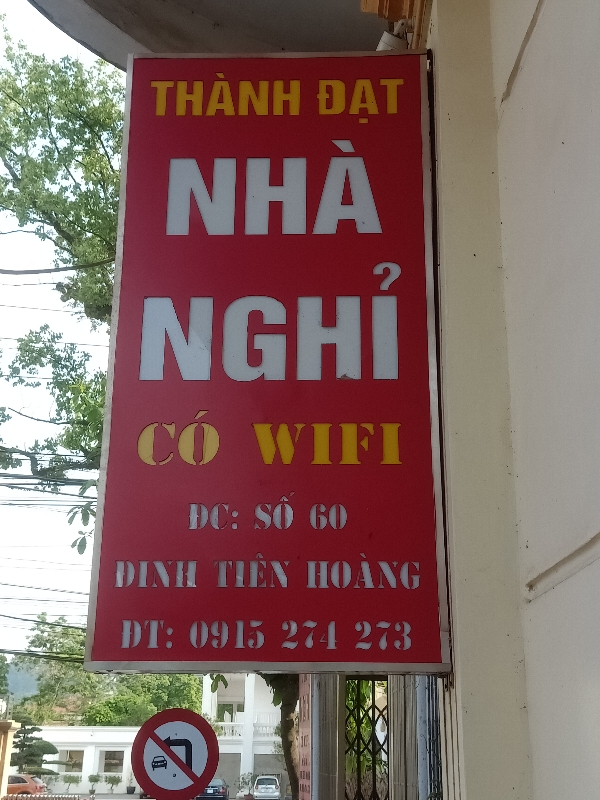 THÀNH ĐẠT
NHÀ
NGHỈ
CÓ WIFI
ĐC: SỐ 60
ĐINH TIÊN HOÀNG
ĐT: 0915 274 273